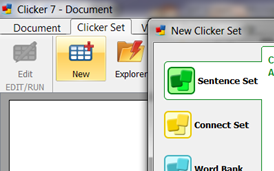 Clicker 7 - Document
Document
Clicker Set
Edit
New
Explorer
EDIT/RUN
New Clicker Set
Sentence Set
Connect Set
Word Bank